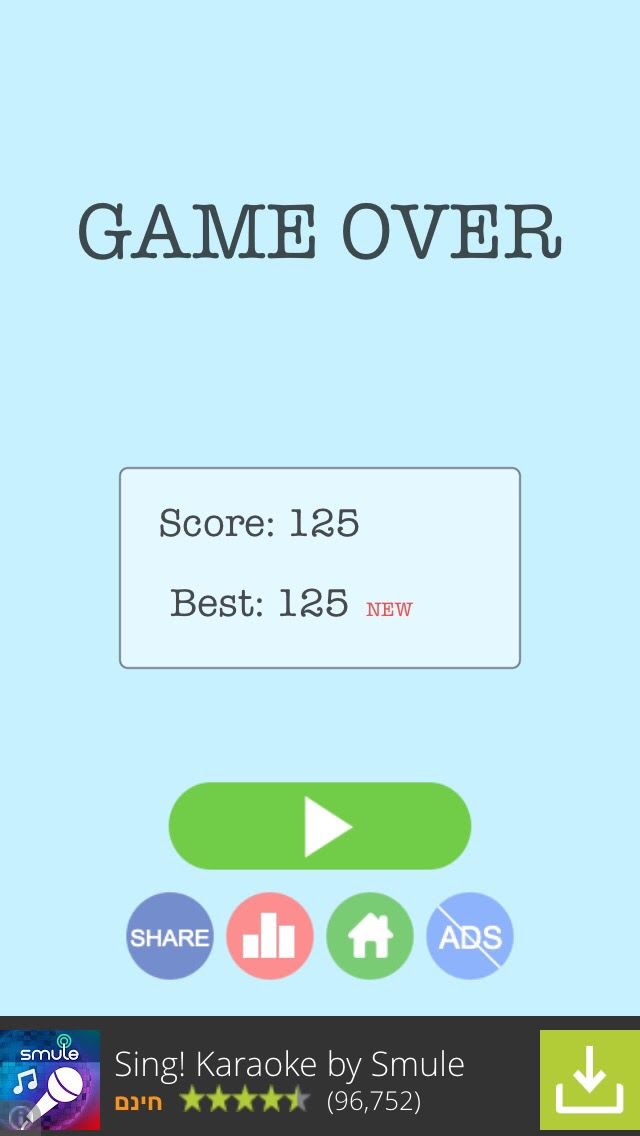 GAME OVER
Score: 125
Best: 125 NEW
SHARE
ADS
smule
Sing! Karaoke by Smule
חינם (96,752)